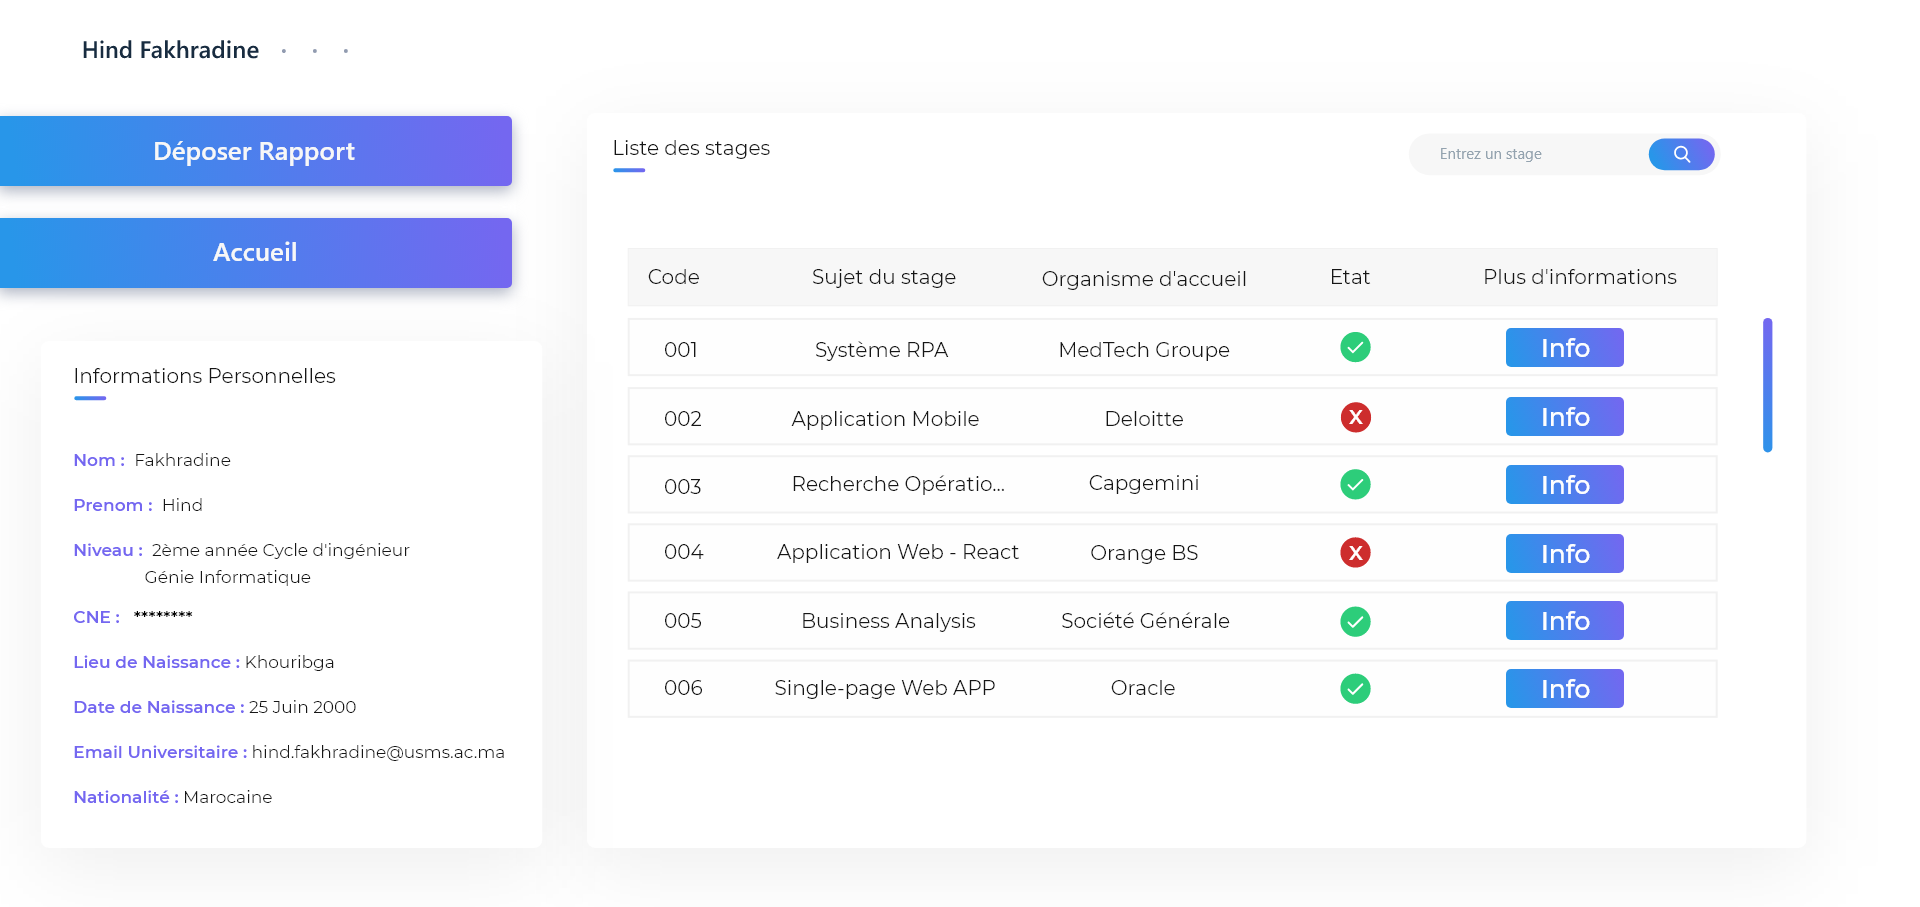 Hind Fakhradine
Déposer Rapport
Accueil
Informations Personnelles
Nom : Fakhradine
Prenom : Hind
Niveau : 2ème année Cycle d'ingénieur
Génie Informatique
CNE : ********
Lieu de Naissance : Khouribga
Date de Naissance : 25 Juin 2000
Email Universitaire : hind.fakhradine@usms.ac.ma
Nationalité : Marocaine
Liste des stages
Entrez un stage
Code Sujet du stage Organisme d'accueil Etat Plus d'informations
001 Système RPA MedTech Groupe Info
002 Application Mobile Deloitte X Info
003 Recherche Opératio... Capgemini Info
004 Application Web - React Orange BS X Info
005 Business Analysis Société Générale Info
006 Single-page Web APP Oracle Info